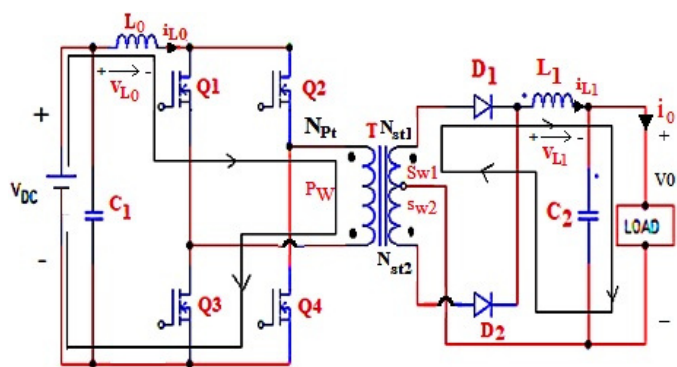 L0 iL0
+ → -
VL0
Q1 Q2
D1 L1 iL1
i0
+ → -
VL1
+
NPt T Nst1
+
VDC
C1
PW
Sw1
sw2
C2
V0
LOAD
-
Nst2
Q3 Q4
D2
-